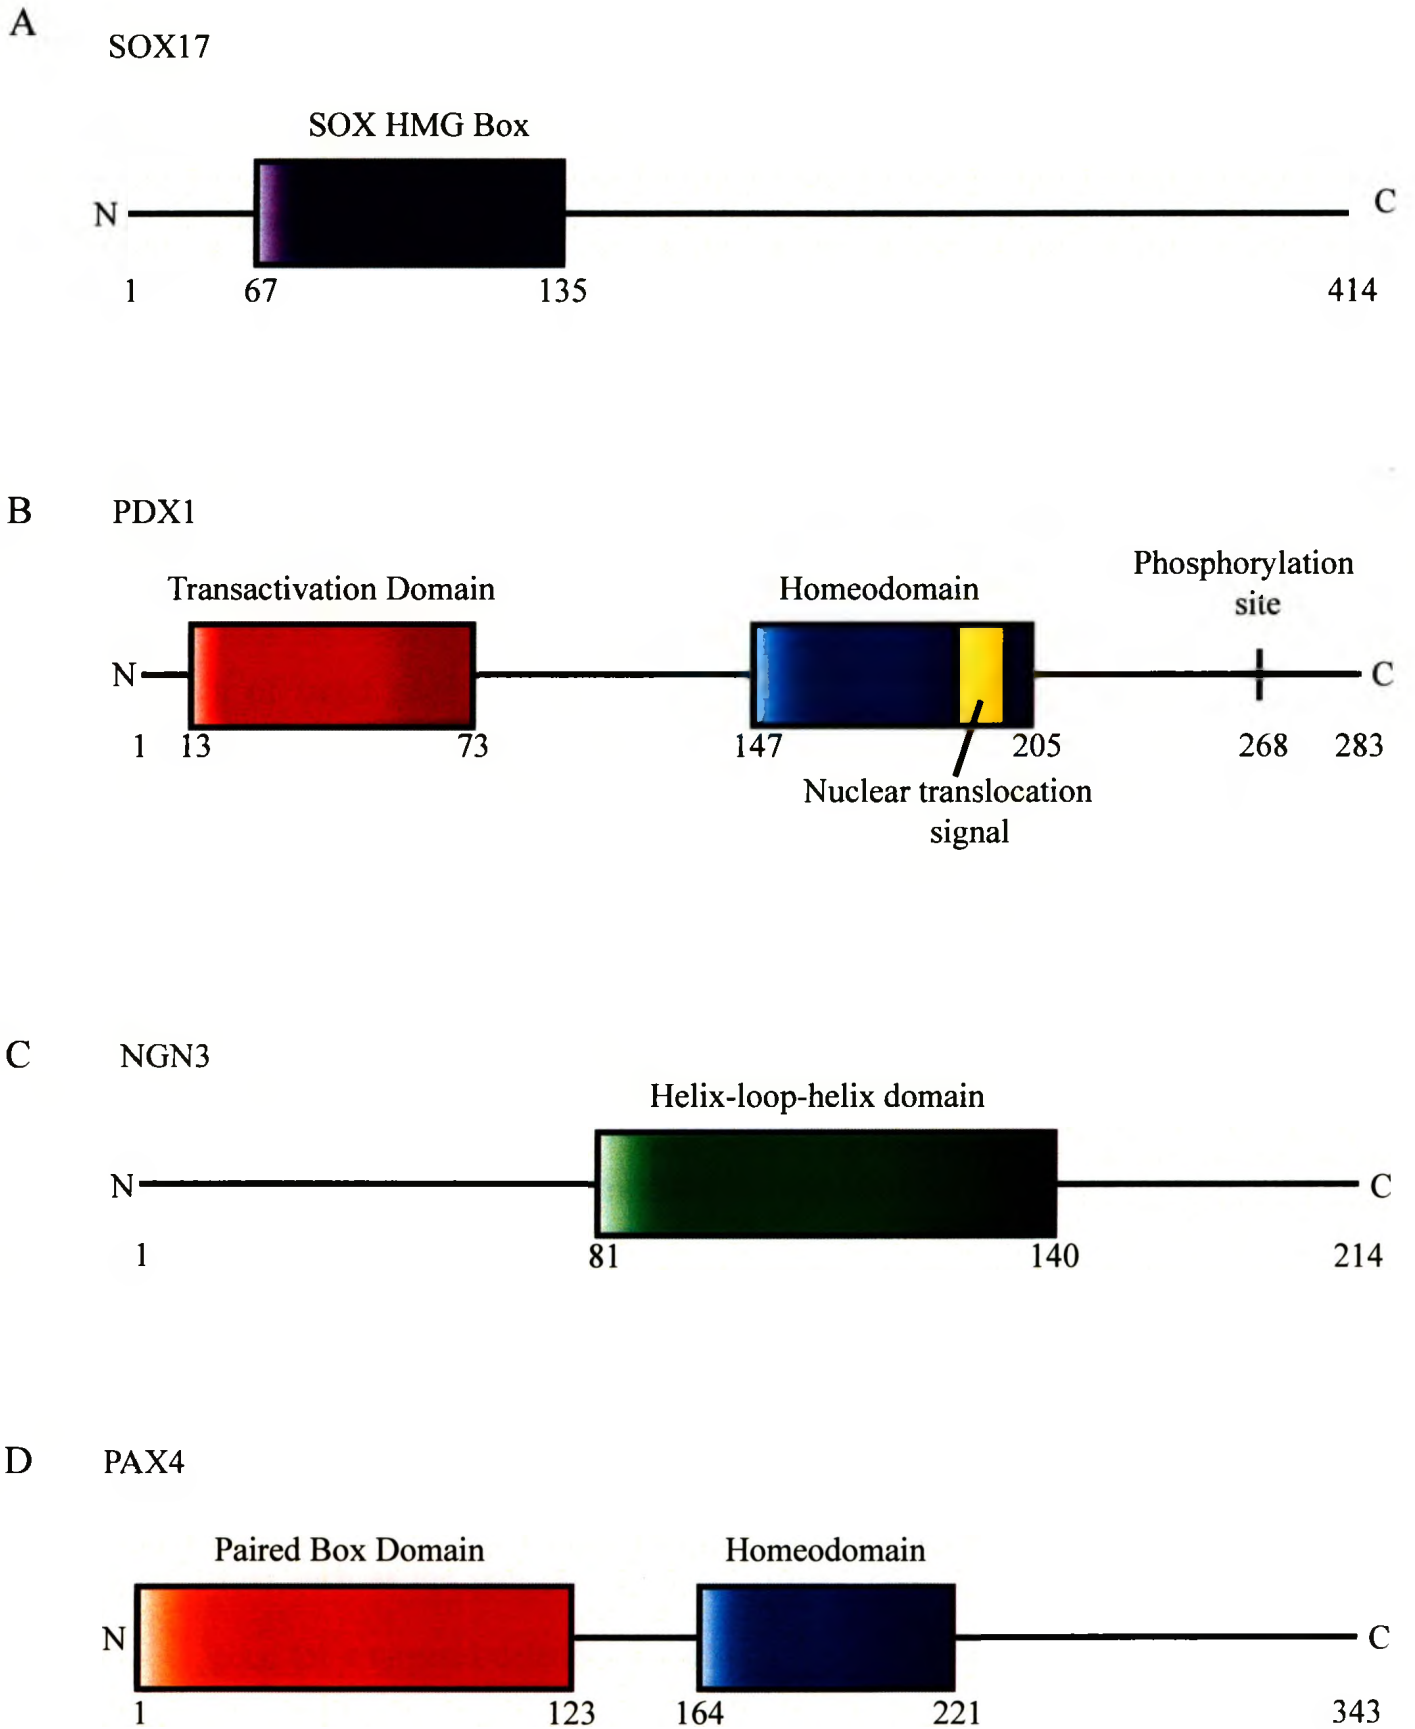 A
SOX17
SOX HMG Box
N
C
1 67 135 414
B PDX1
Transactivation Domain
Homeodomain
Phosphorylation
site
N
C
1 13 73 147 205 268 283
Nuclear translocation
signal
C NGN3
Helix-loop-helix domain
N
C
1 81 140 214
D PAX4
Paired Box Domain
Homeodomain
N
C
1 123 164 221 343